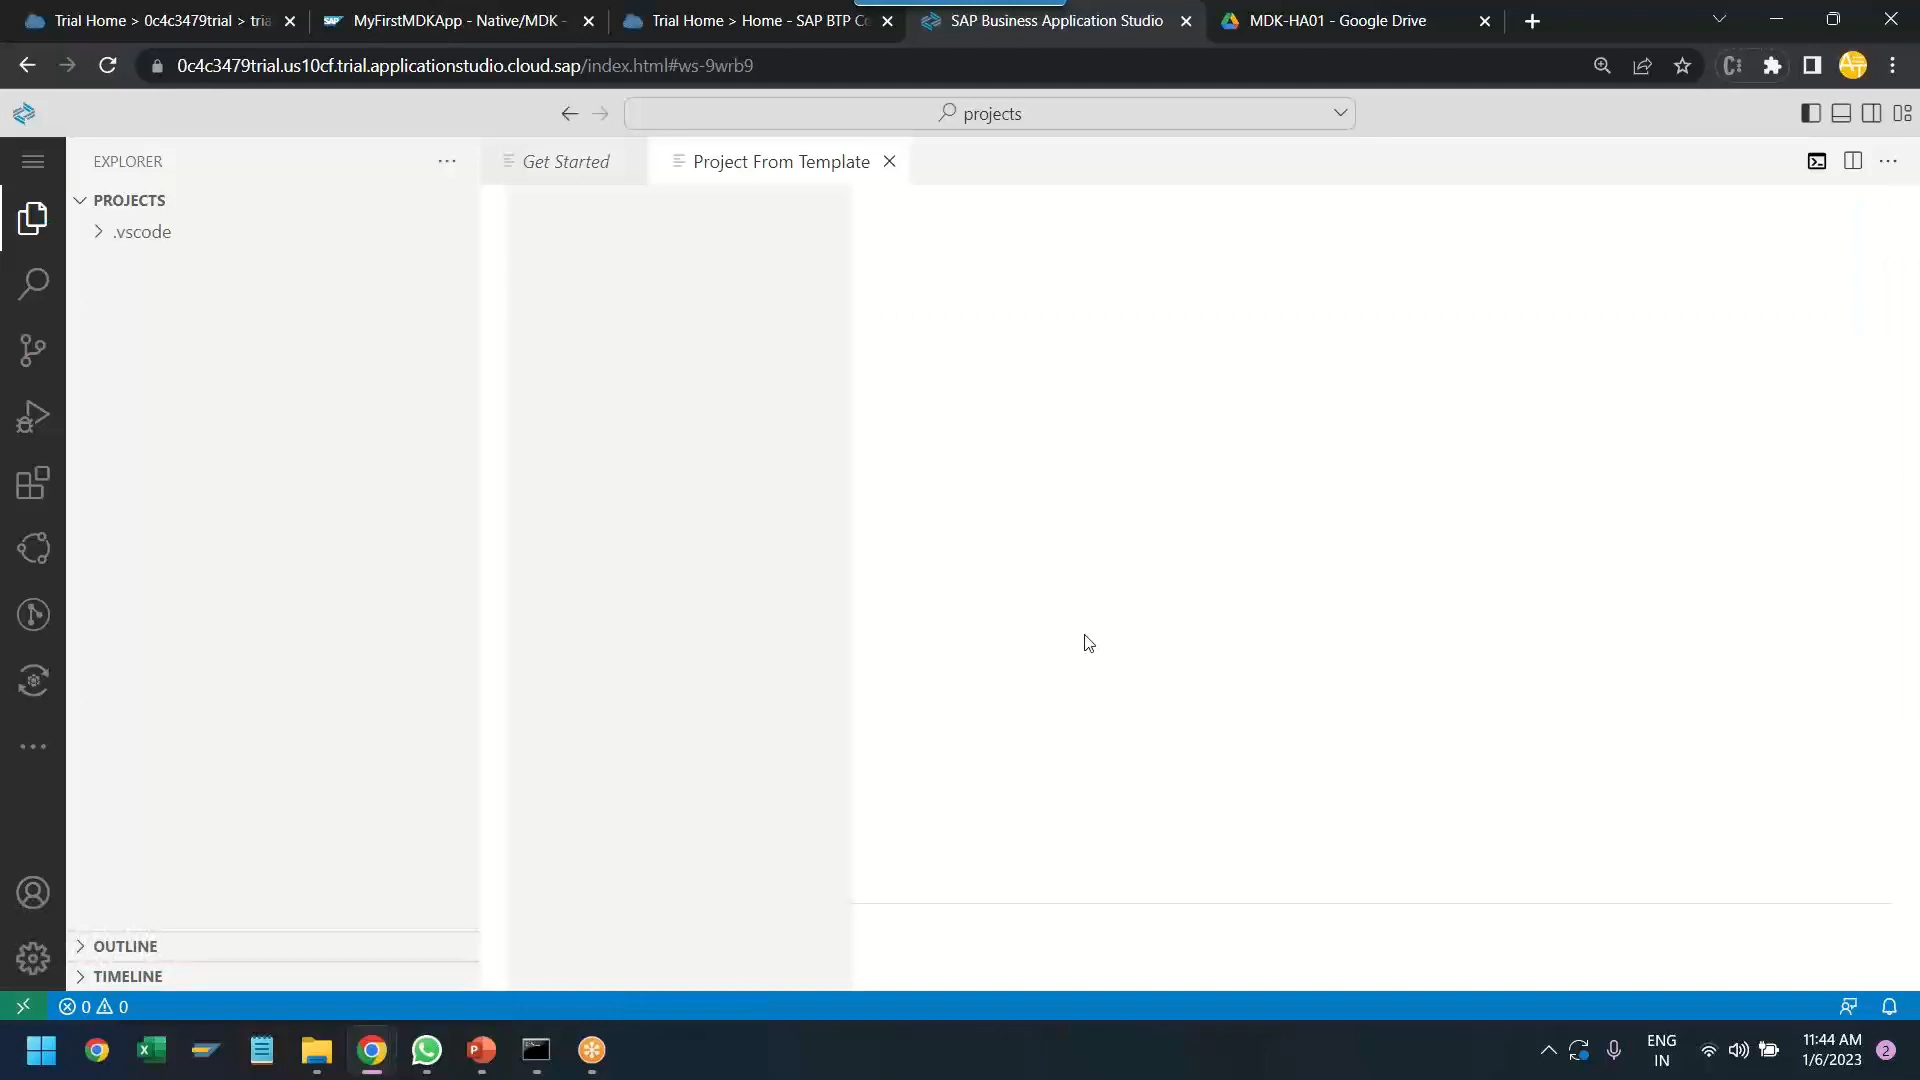 Trial Home > 0c4c3479trial > tria
MyFirstMDKApp - Native/MDK -
Trial Home > Home - SAP BTP Co
SAP Business Application Studio
MDK-HA01 - Google Drive
0c4c3479trial.us10cf.trial.applicationstudio.cloud.sap/index.html#ws-9wrb9
projects
EXPLORER
Get Started
Project From Template
PROJECTS
.vscode
OUTLINE
TIMELINE
0 0
ENG
IN
11:44 AM
1/6/2023
2